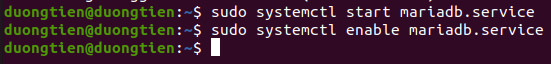 duongtien@duongtien:~$ sudo systemctl start mariadb.service
duongtien@duongtien:~$ sudo systemctl enable mariadb.service
duongtien@duongtien:~$